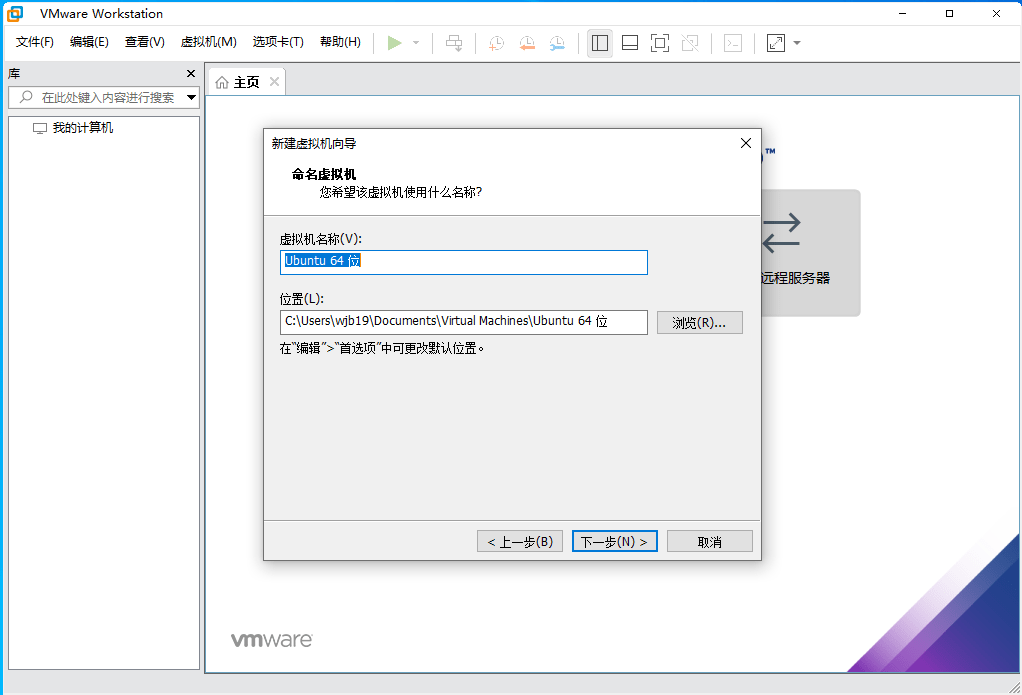 VMware Workstation
文件(F) 编辑(E) 查看(V) 虚拟机(M) 选项卡(T) 帮助(H)
库
主页
在此处键入内容进行搜索
我的计算机
新建虚拟机向导
TM
命名虚拟机
您希望该虚拟机使用什么名称?
虚拟机名称(V):
Ubuntu 64 位
远程服务器
位置(L):
C:\Users\wjb19\Documents\Virtual Machines\Ubuntu 64 位
浏览(R)...
在“编辑”>“首选项”中可更改默认位置。
< 上一步(B) 下一步(N) > 取消
vmware